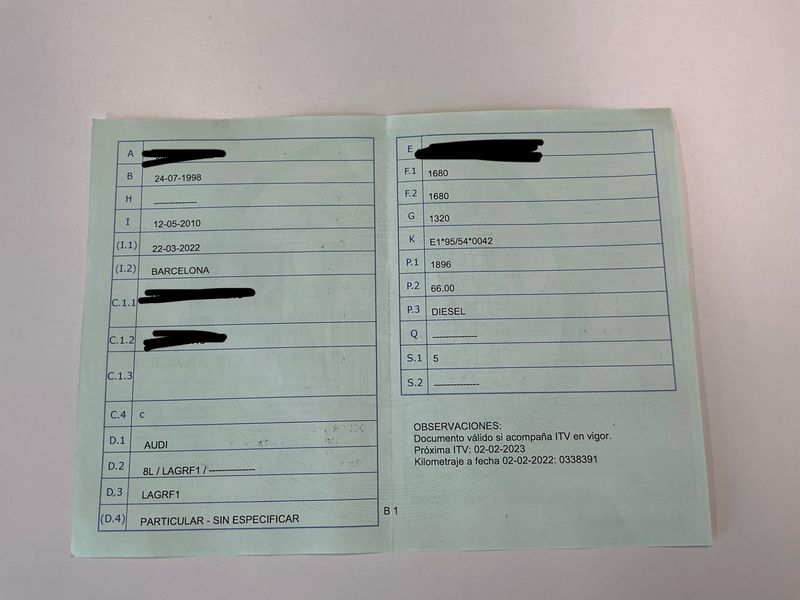 A
B 24-07-1998
H --------------
I 12-05-2010
(I.1) 22-03-2022
(I.2) BARCELONA
C.1.1
C.1.2
C.1.3
C.4 c
D.1 AUDI
D.2 8L / LAGRF1 / --------------
D.3 LAGRF1
(D.4) PARTICULAR - SIN ESPECIFICAR
B 1
E
F.1 1680
F.2 1680
G 1320
K E1*95/54*0042
P.1 1896
P.2 66.00
P.3 DIESEL
Q --------------
S.1 5
S.2 --------------
OBSERVACIONES:
Documento válido si acompaña ITV en vigor.
Próxima ITV: 02-02-2023
Kilometraje a fecha 02-02-2022: 0338391